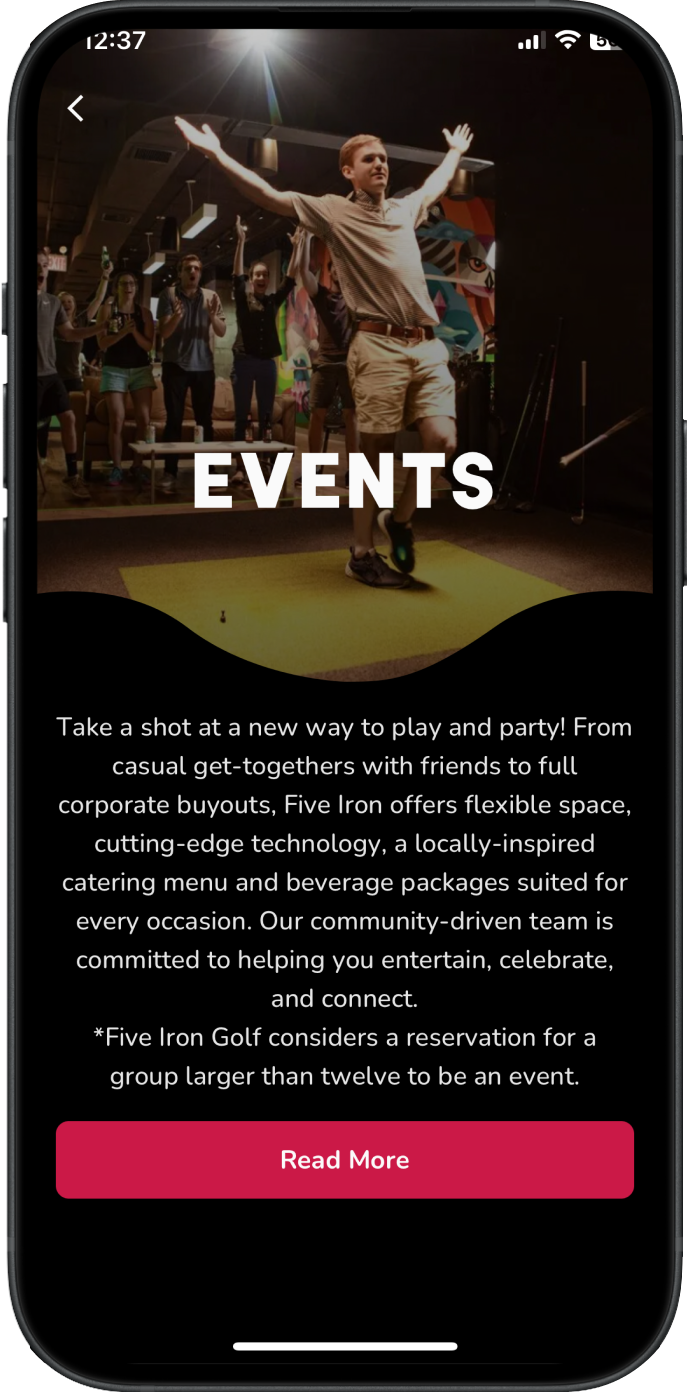 12:37
EVENTS
Take a shot at a new way to play and party! From
casual get-togethers with friends to full
corporate buyouts, Five Iron offers flexible space,
cutting-edge technology, a locally-inspired
catering menu and beverage packages suited for
every occasion. Our community-driven team is
committed to helping you entertain, celebrate,
and connect.
*Five Iron Golf considers a reservation for a
group larger than twelve to be an event.
Read More